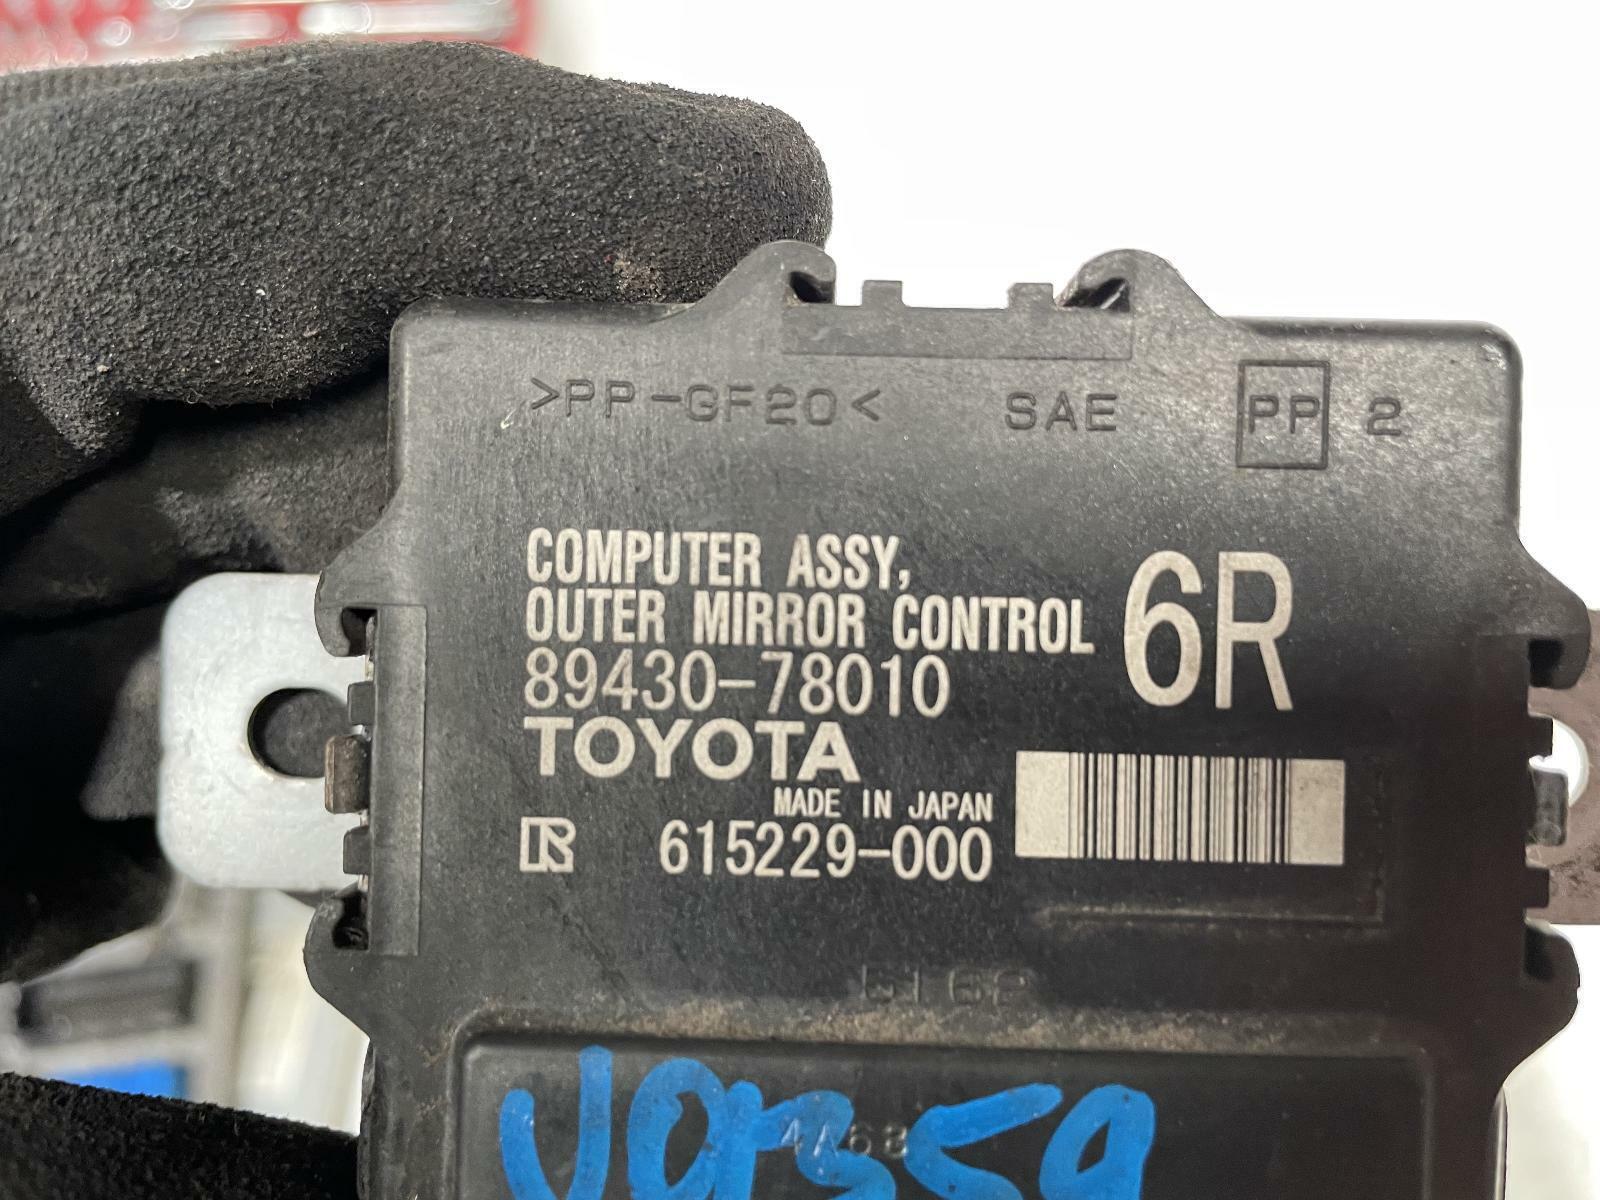 >PP-GF20< SAE PP 2
COMPUTER ASSY,
OUTER MIRROR CONTROL
6R
89430-78010
TOYOTA
MADE IN JAPAN
R 615229-000
4A68